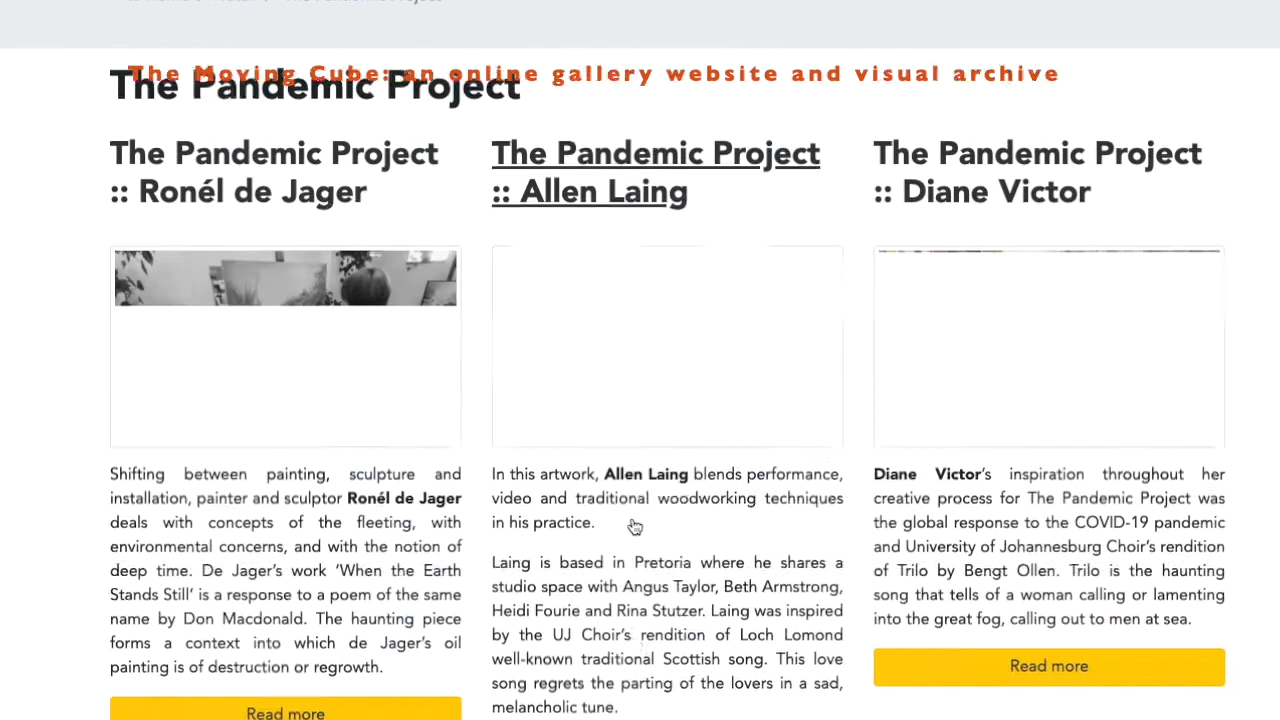 The Moving Cube: an online gallery website and visual archive
The Pandemic Project
The Pandemic Project
:: Ronél de Jager
Shifting between painting, sculpture and
installation, painter and sculptor Ronél de Jager
deals with concepts of the fleeting, with
environmental concerns, and with the notion of
deep time. De Jager's work ‘When the Earth
Stands Still’ is a response to a poem of the same
name by Don Macdonald. The haunting piece
forms a context into which de Jager's oil
painting is of destruction or regrowth.
Read more
The Pandemic Project
:: Allen Laing
In this artwork, Allen Laing blends performance,
video and traditional woodworking techniques
in his practice.
Laing is based in Pretoria where he shares a
studio space with Angus Taylor, Beth Armstrong,
Heidi Fourie and Rina Stutzer. Laing was inspired
by the UJ Choir's rendition of Loch Lomond
well-known traditional Scottish song. This love
song regrets the parting of the lovers in a sad,
melancholic tune.
The Pandemic Project
:: Diane Victor
Diane Victor's inspiration throughout her
creative process for The Pandemic Project was
the global response to the COVID-19 pandemic
and University of Johannesburg Choir's rendition
of Trilo by Bengt Ollen. Trilo is the haunting
song that tells of a woman calling or lamenting
into the great fog, calling out to men at sea.
Read more